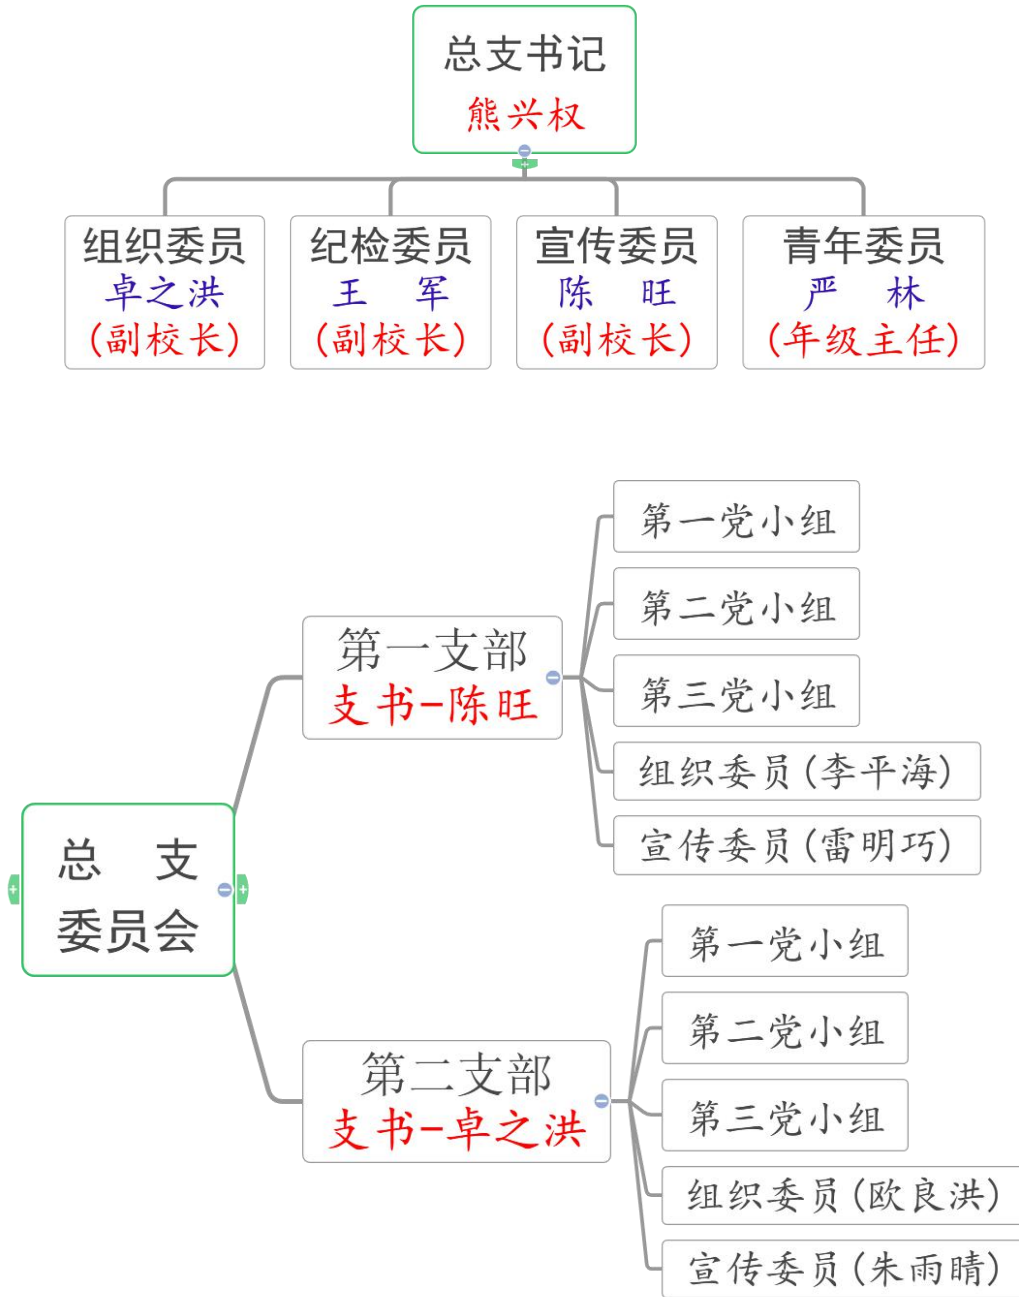 总支书记
熊兴权
组织委员
卓之洪
(副校长)
纪检委员
王 军
(副校长)
宣传委员
陈 旺
(副校长)
青年委员
严 林
(年级主任)
第一党小组
第二党小组
第一支部
支书-陈旺
第三党小组
组织委员(李平海)
宣传委员(雷明巧)
总 支
委员会
第一党小组
第二党小组
第二支部
支书-卓之洪
第三党小组
组织委员(欧良洪)
宣传委员(朱雨晴)